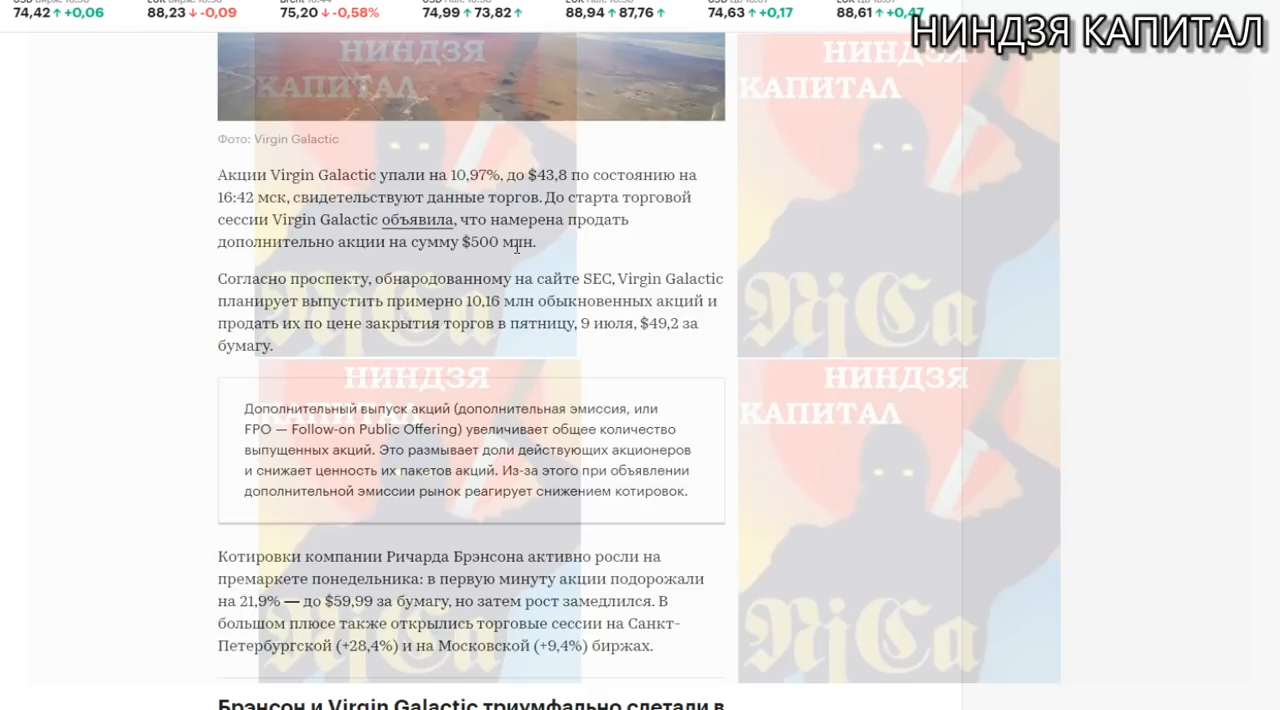 74,42 ↑ +0,06 88,23 ↓ -0,09 75,20 ↓ -0,58% 74,99 ↑ 73,82 ↑ 88,94 ↑ 87,76 ↑ 74,63 ↑ +0,17 88,61 ↑ +0,47
НИНДЗЯ КАПИТАЛ
НИНДЗЯ
КАПИТАЛ
НИНДЗЯ
КАПИТАЛ
Фото: Virgin Galactic
Акции Virgin Galactic упали на 10,97%, до $43,8 по состоянию на
16:42 мск, свидетельствуют данные торгов. До старта торговой
сессии Virgin Galactic объявила, что намерена продать
дополнительно акции на сумму $500 млн.
Согласно проспекту, обнародованному на сайте SEC, Virgin Galactic
планирует выпустить примерно 10,16 млн обыкновенных акций и
продать их по цене закрытия торгов в пятницу, 9 июля, $49,2 за
бумагу.
NjCa
NjCa
НИНДЗЯ
КАПИТАЛ
НИНДЗЯ
КАПИТАЛ
Дополнительный выпуск акций (дополнительная эмиссия, или
FPO — Follow-on Public Offering) увеличивает общее количество
выпущенных акций. Это размывает доли действующих акционеров
и снижает ценность их пакетов акций. Из-за этого при объявлении
дополнительной эмиссии рынок реагирует снижением котировок.
Котировки компании Ричарда Брэнсона активно росли на
премаркете понедельника: в первую минуту акции подорожали
на 21,9% — до $59,99 за бумагу, но затем рост замедлился. В
большом плюсе также открылись торговые сессии на Санкт-
Петербургской (+28,4%) и на Московской (+9,4%) биржах.
NjCa
NjCa
Брэнсон и Virgin Galactic триумфально слетали в